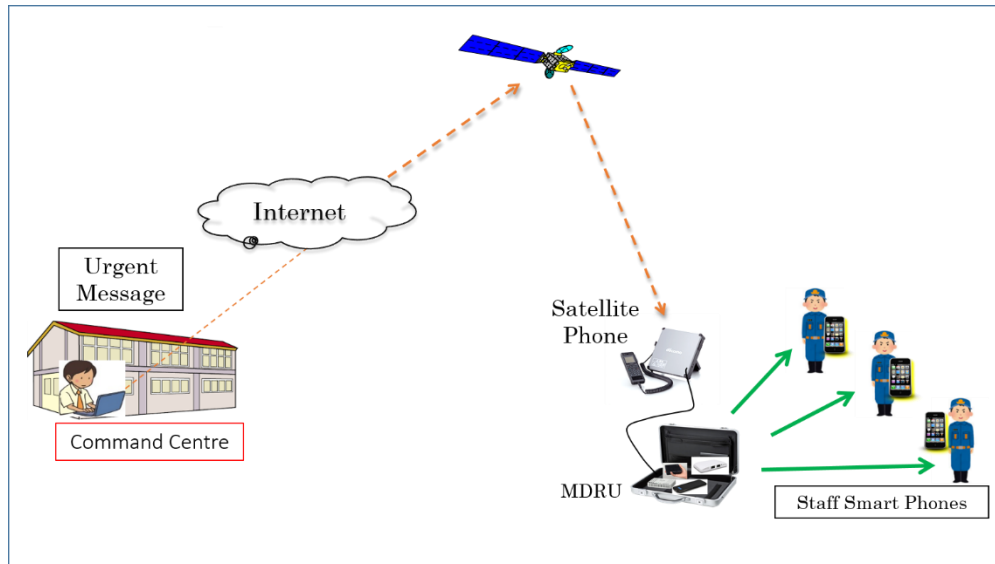 Internet
Urgent
Message
Command Centre
Satellite
Phone
MDRU
Staff Smart Phones